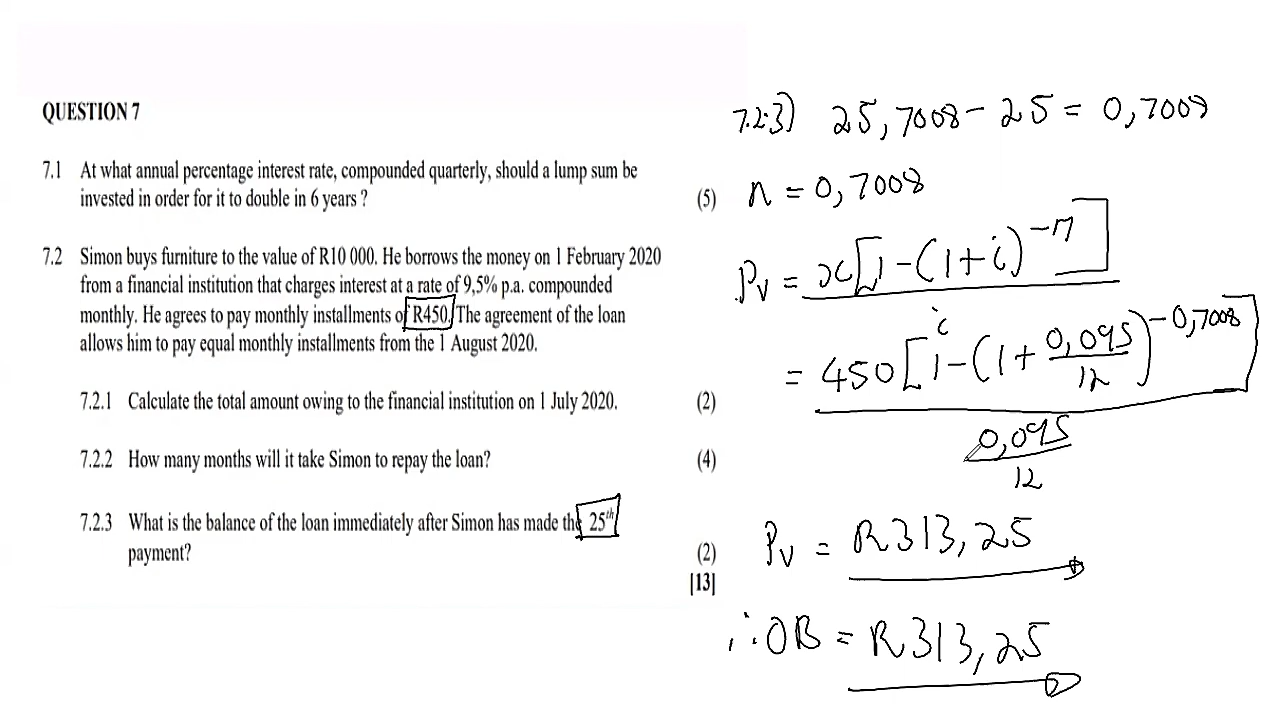 QUESTION 7
7.1 At what annual percentage interest rate, compounded quarterly, should a lump sum be
invested in order for it to double in 6 years ? (5)
7.2 Simon buys furniture to the value of R10 000. He borrows the money on 1 February 2020
from a financial institution that charges interest at a rate of 9,5% p.a. compounded
monthly. He agrees to pay monthly installments of R450. The agreement of the loan
allows him to pay equal monthly installments from the 1 August 2020.
7.2.1 Calculate the total amount owing to the financial institution on 1 July 2020. (2)
7.2.2 How many months will it take Simon to repay the loan? (4)
7.2.3 What is the balance of the loan immediately after Simon has made the 25th
payment? (2)
[13]
7.2.3) 25,7008 - 25 = 0,7008
n = 0,7008
Pv = x[1-(1+i)^-n]
i
= 450[1-(1+0,095/12)^-0,7008]
0,095
12
Pv = R313,25
∴ OB = R313,25